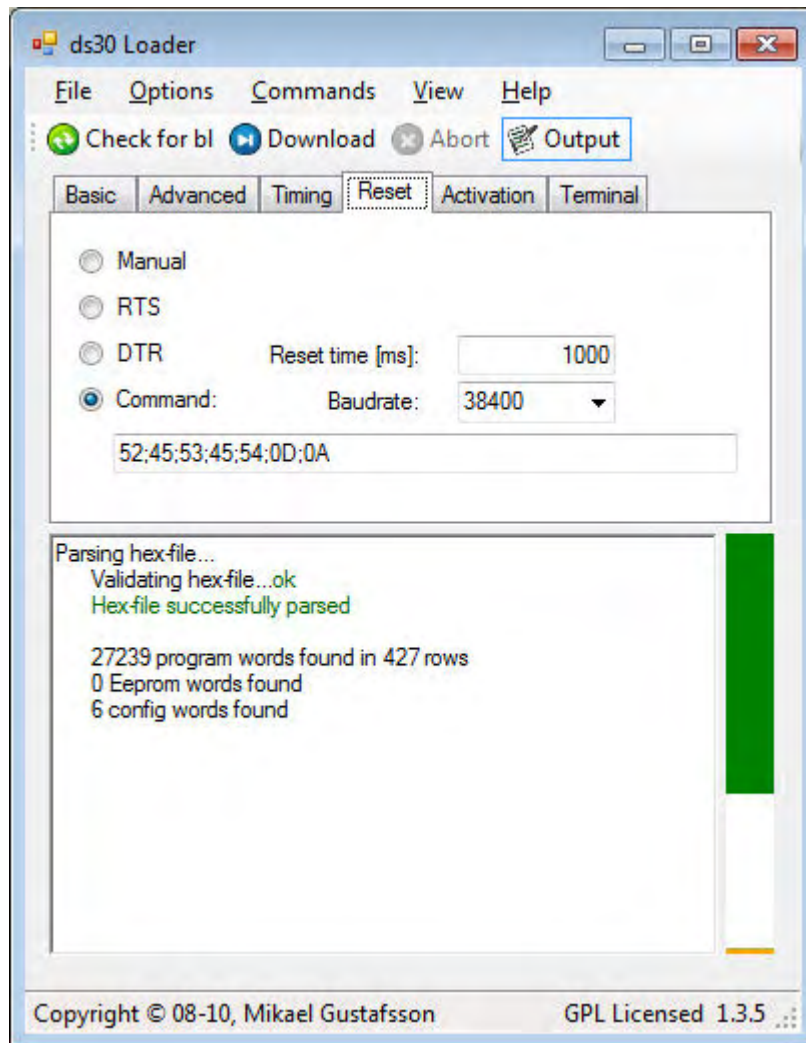 ds30 Loader
File Options Commands View Help
Check for bl Download Abort Output
Basic Advanced Timing Reset Activation Terminal
Manual
RTS
DTR Reset time [ms]: 1000
Command: Baudrate: 38400
52;45;53;45;54;0D;0A
Parsing hex-file...
Validating hex-file...ok
Hex-file successfully parsed
27239 program words found in 427 rows
0 Eeprom words found
6 config words found
Copyright © 08-10, Mikael Gustafsson GPL Licensed 1.3.5